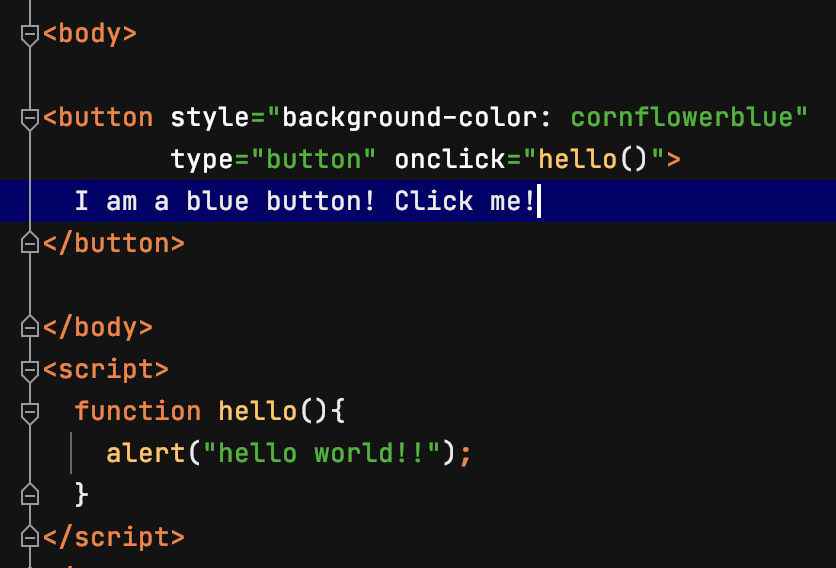 <body>
<button style="background-color: cornflowerblue"
type="button" onclick="hello()">
I am a blue button! Click me!
</button>
</body>
<script>
function hello(){
alert("hello world!!");
}
</script>